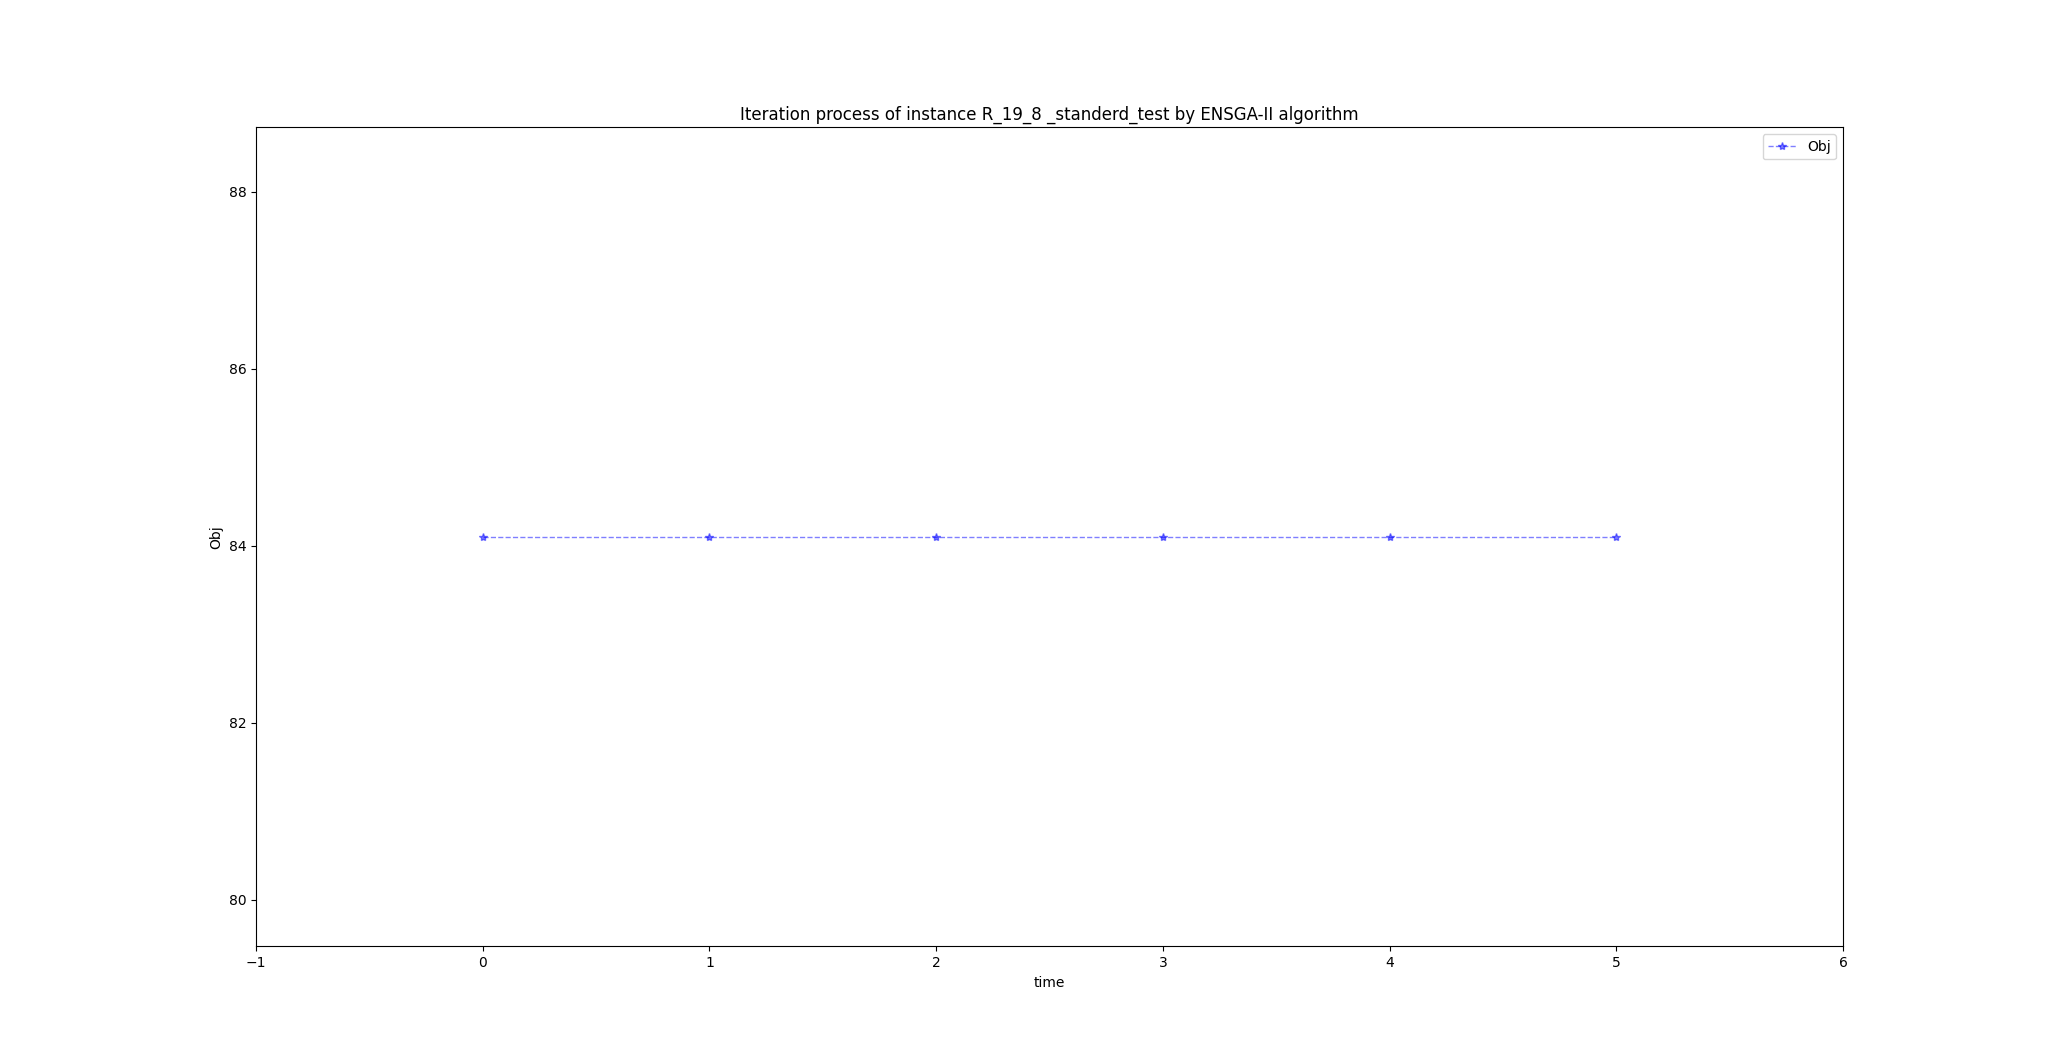 Iteration process of instance R_19_8 _standerd_test by ENSGA-II algorithm
Obj
88
86
84
82
80
Obj
−1 0 1 2 3 4 5 6
time